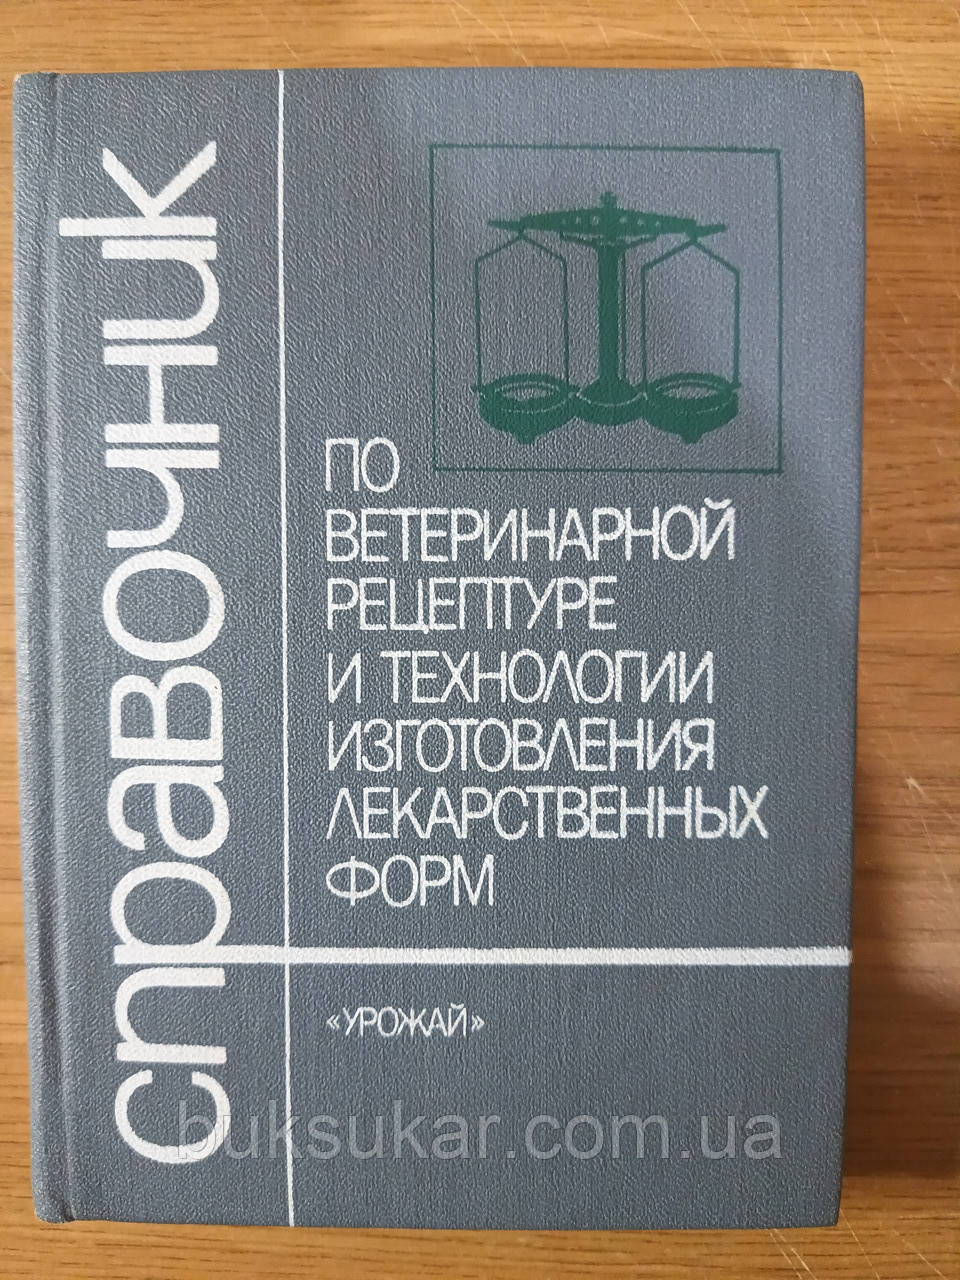 справочник
ПО
ВЕТЕРИНАРНОЙ
РЕЦЕПТУРЕ
И ТЕХНОЛОГИИ
ИЗГОТОВЛЕНИЯ
ЛЕКАРСТВЕННЫХ
ФОРМ
«УРОЖАЙ»
buksukar.com.ua